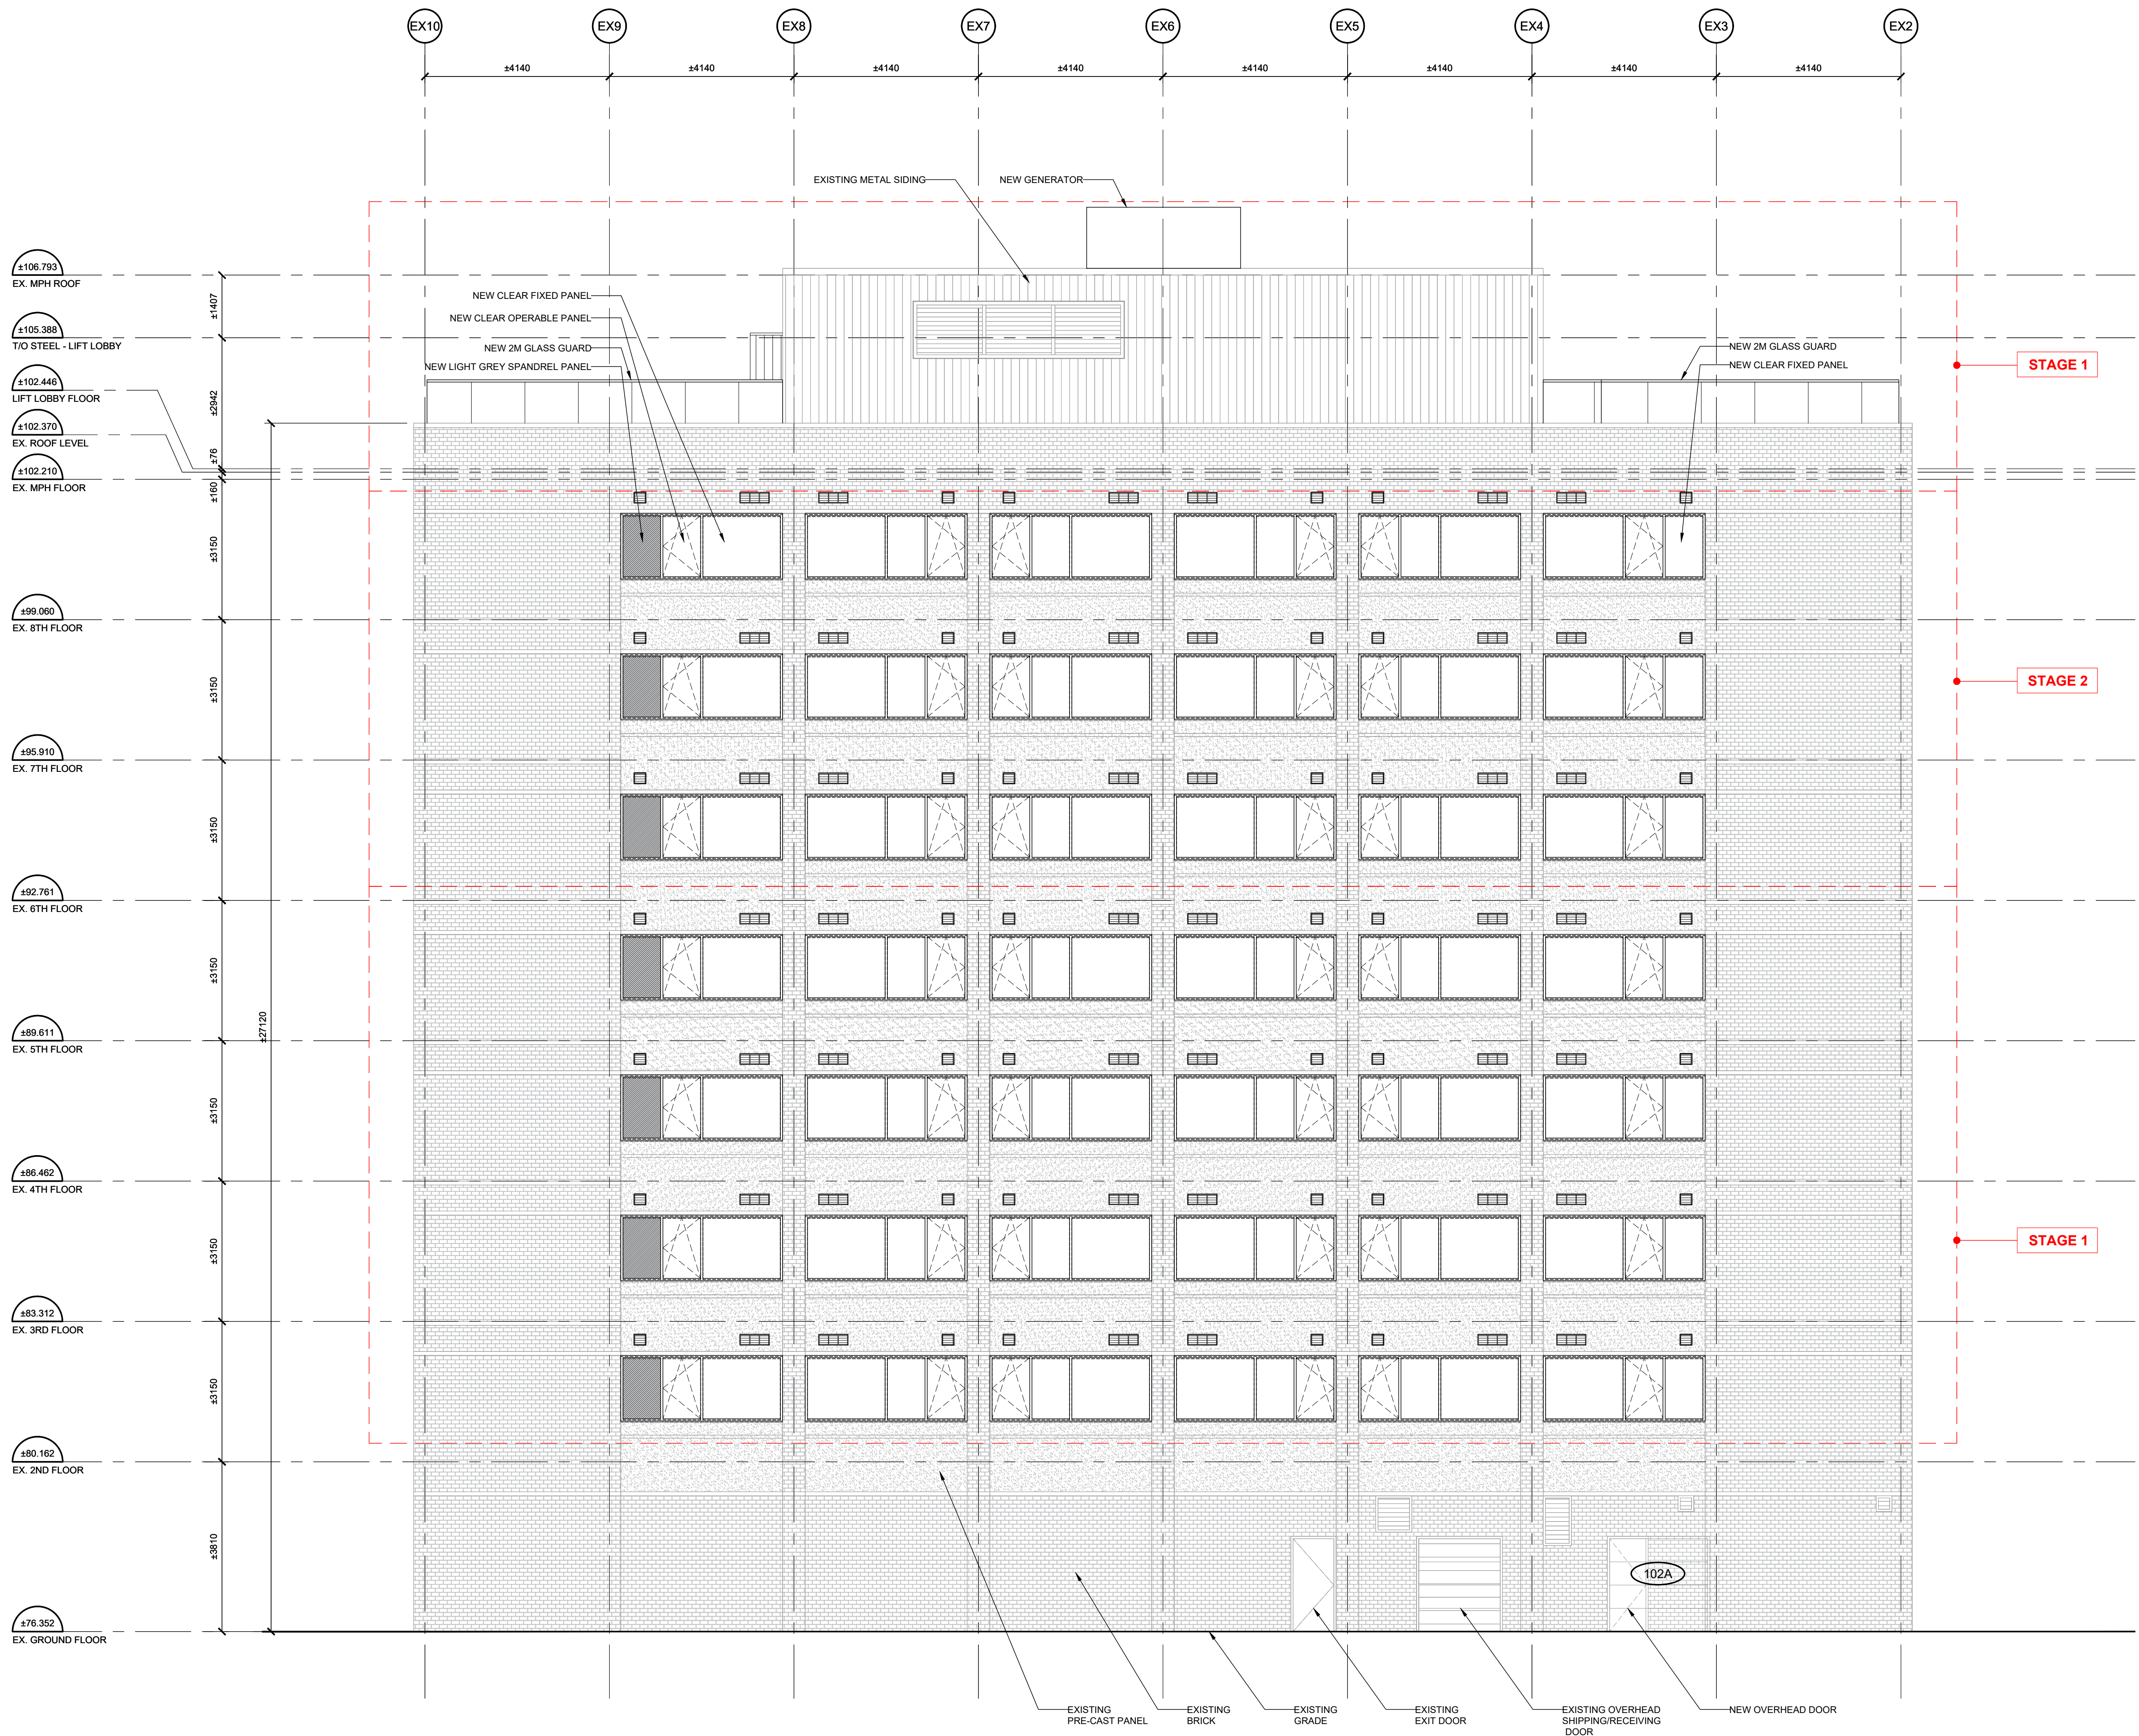 EX10 EX9 EX8 EX7 EX6 EX5 EX4 EX3 EX2
±4140 ±4140 ±4140 ±4140 ±4140 ±4140 ±4140 ±4140
EXISTING METAL SIDING
NEW GENERATOR
±106.793
EX. MPH ROOF
±1407
NEW CLEAR FIXED PANEL
NEW CLEAR OPERABLE PANEL
NEW 2M GLASS GUARD
NEW LIGHT GREY SPANDREL PANEL
NEW 2M GLASS GUARD
NEW CLEAR FIXED PANEL
STAGE 1
±105.388
T/O STEEL - LIFT LOBBY
±2942
±102.446
LIFT LOBBY FLOOR
±102.370
EX. ROOF LEVEL
±76
±102.210
EX. MPH FLOOR
±160
±3150
±99.060
EX. 8TH FLOOR
±3150
STAGE 2
±95.910
EX. 7TH FLOOR
±3150
±92.761
EX. 6TH FLOOR
±3150
±27120
±89.611
EX. 5TH FLOOR
±3150
±86.462
EX. 4TH FLOOR
±3150
STAGE 1
±83.312
EX. 3RD FLOOR
±3150
±80.162
EX. 2ND FLOOR
±3810
102A
±76.352
EX. GROUND FLOOR
EXISTING
PRE-CAST PANEL
EXISTING
BRICK
EXISTING
GRADE
EXISTING
EXIT DOOR
EXISTING OVERHEAD
SHIPPING/RECEIVING
DOOR
NEW OVERHEAD DOOR